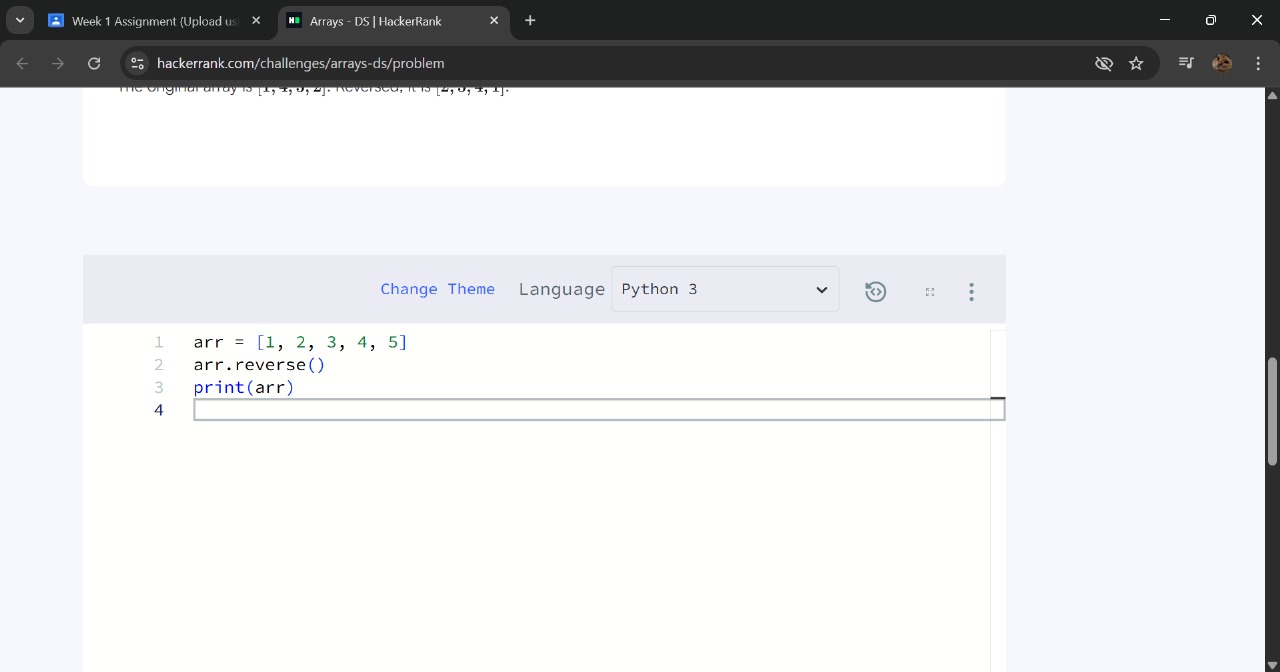 Week 1 Assignment (Upload usi
Arrays - DS | HackerRank
hackerrank.com/challenges/arrays-ds/problem
The original array is [1, 4, 3, 2]. Reversed, it is [2, 3, 4, 1].
Change Theme Language Python 3
1 arr = [1, 2, 3, 4, 5]
2 arr.reverse()
3 print(arr)
4